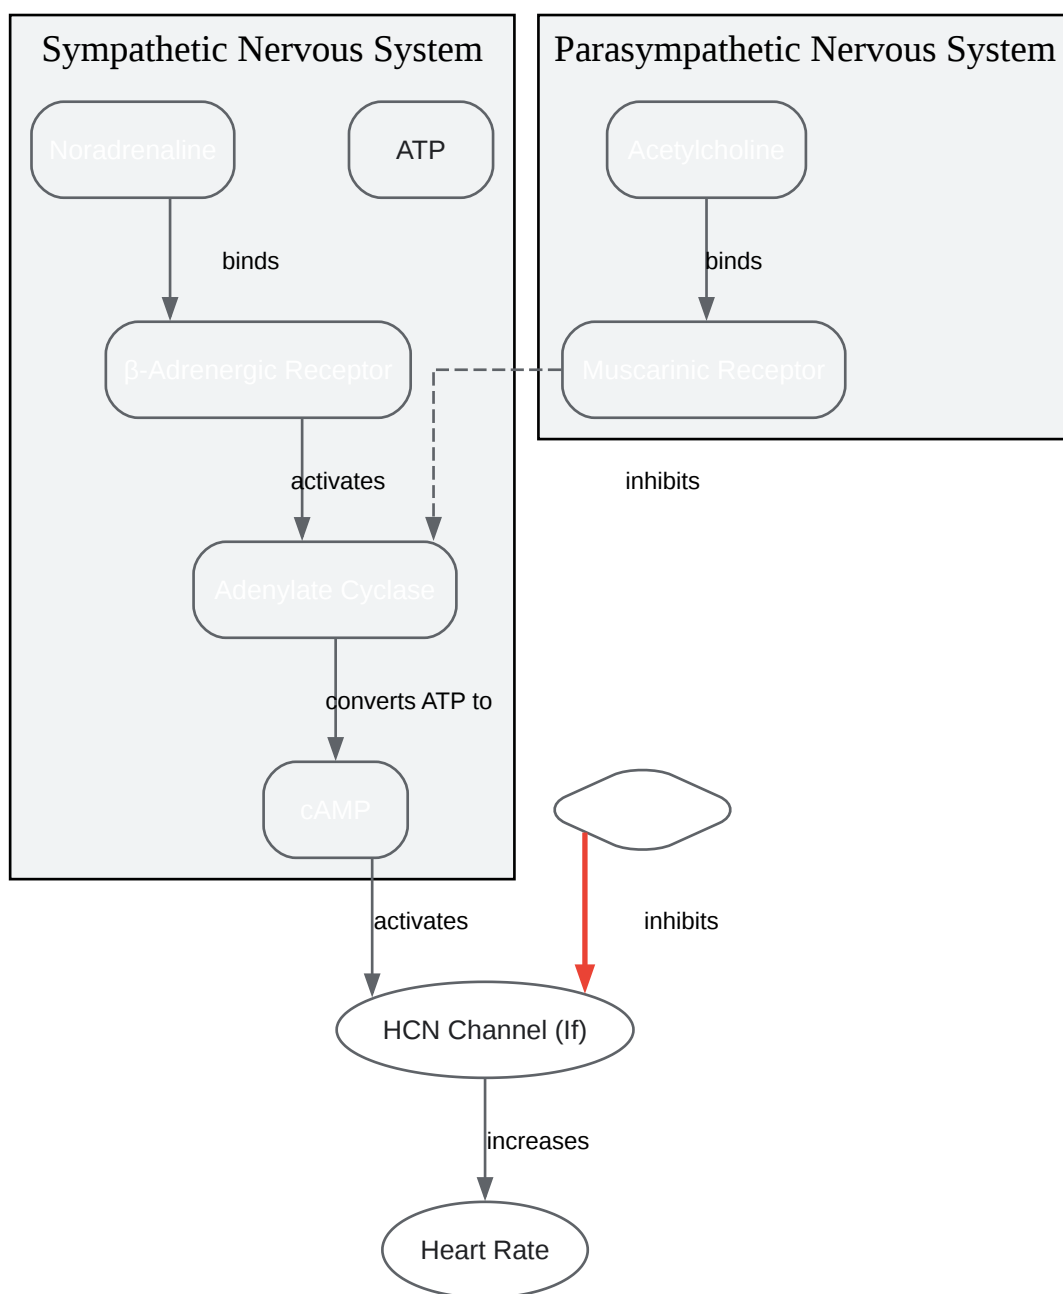 Sympathetic Nervous System
Parasympathetic Nervous System
Noradrenaline
ATP
Acetylcholine
binds
binds
β-Adrenergic Receptor
Muscarinic Receptor
activates
inhibits
Adenylate Cyclase
converts ATP to
cAMP
activates
inhibits
HCN Channel (If)
increases
Heart Rate